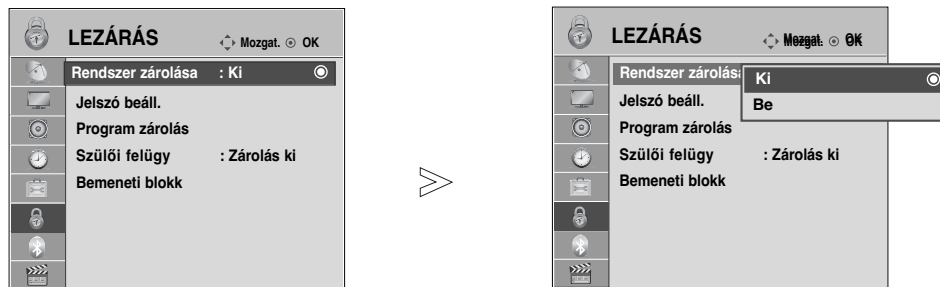 LEZÁRÁS
Mozgat. OK
Rendszer zárolása : Ki
Jelszó beáll.
Program zárolás
Szülői felügy : Zárolás ki
Bemeneti blokk
LEZÁRÁS
Mozgat. OK
Rendszer zárolása
Ki
Be
Jelszó beáll.
Program zárolás
Szülői felügy : Zárolás ki
Bemeneti blokk